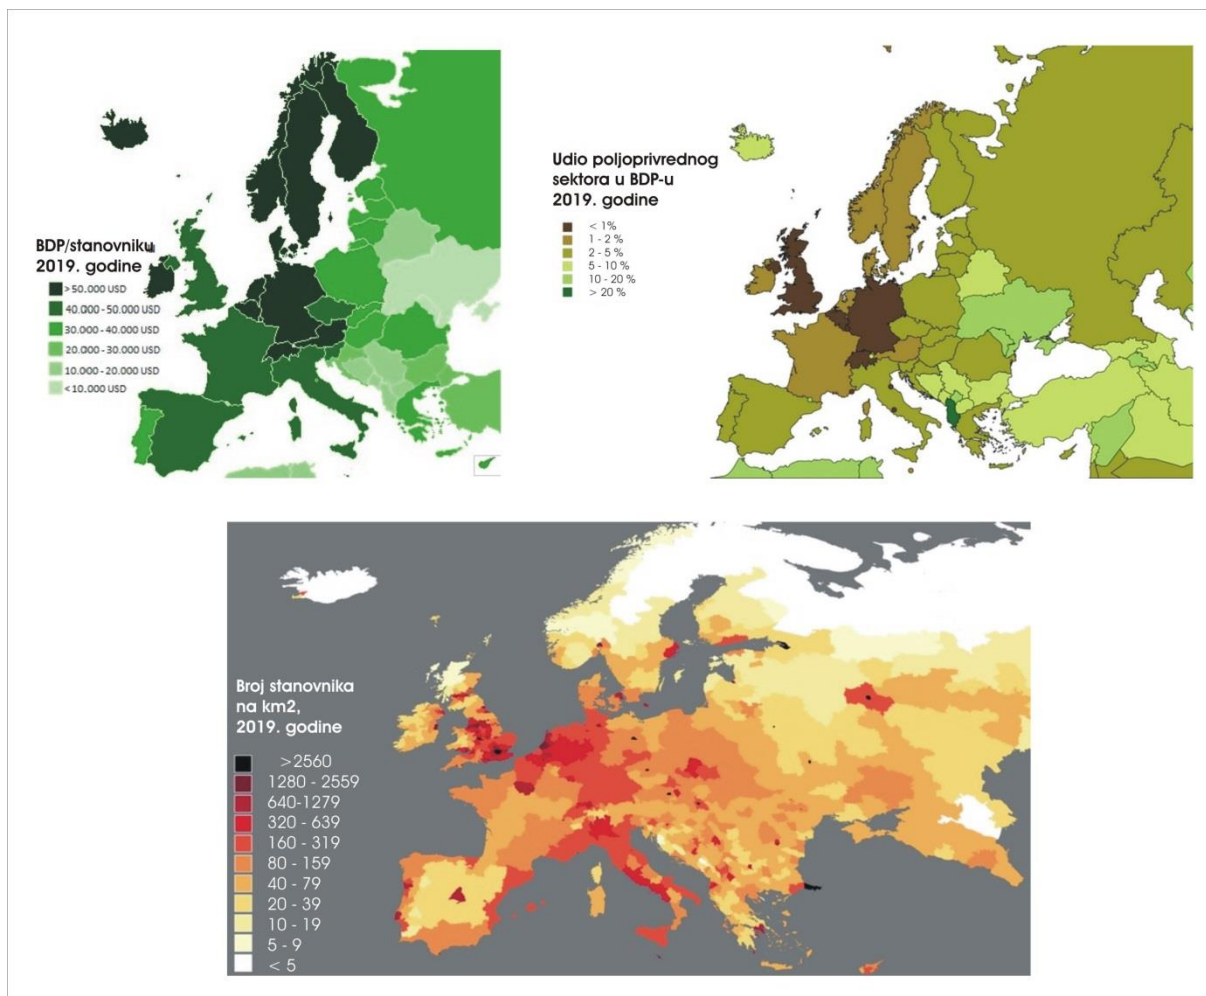 BDP/stanovniku
2019. godine
>50.000 USD
40.000 - 50.000 USD
30.000 - 40.000 USD
20.000 - 30.000 USD
10.000 - 20.000 USD
<10.000 USD
Udio poljoprivrednog
sektora u BDP-u
2019. godine
< 1%
1 - 2 %
2 - 5 %
5 - 10 %
10 - 20 %
> 20 %
Broj stanovnika
na km2,
2019. godine
>2560
1280 - 2559
640-1279
320 - 639
160 - 319
80 - 159
40 - 79
20 - 39
10 - 19
5 - 9
< 5